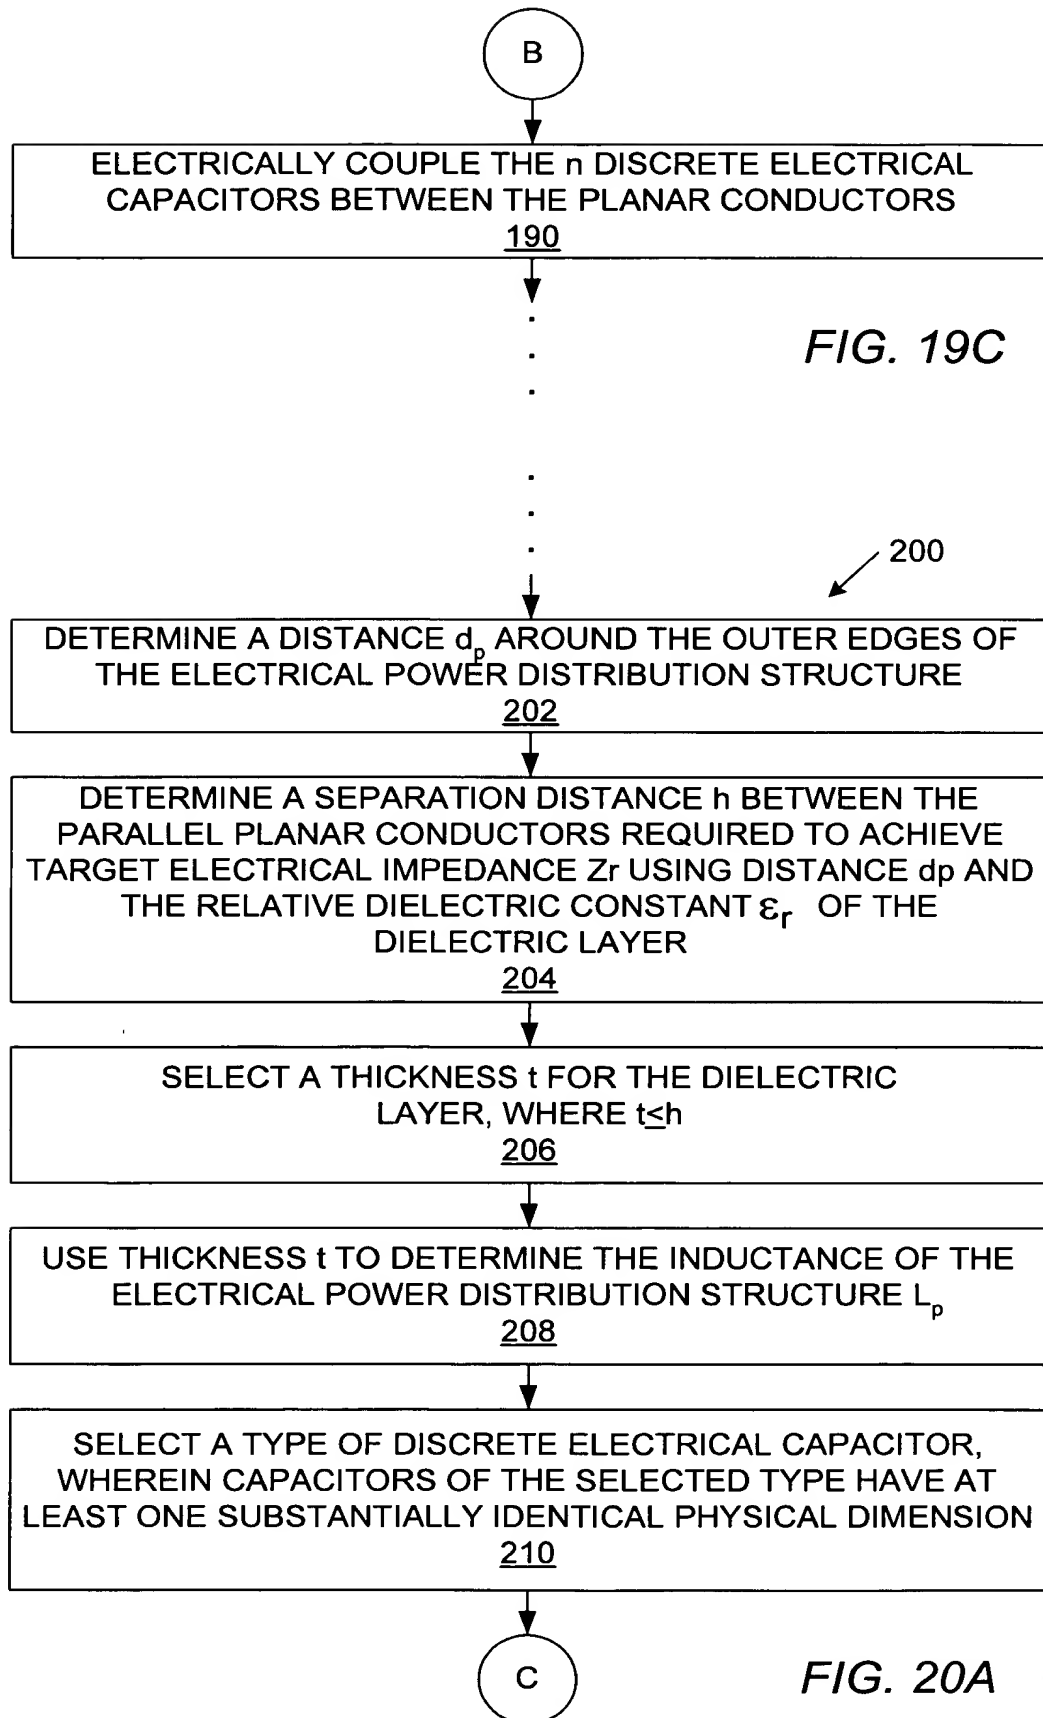 B
ELECTRICALLY COUPLE THE n DISCRETE ELECTRICAL
CAPACITORS BETWEEN THE PLANAR CONDUCTORS
190
FIG. 19C
200
DETERMINE A DISTANCE dp AROUND THE OUTER EDGES OF
THE ELECTRICAL POWER DISTRIBUTION STRUCTURE
202
DETERMINE A SEPARATION DISTANCE h BETWEEN THE
PARALLEL PLANAR CONDUCTORS REQUIRED TO ACHIEVE
TARGET ELECTRICAL IMPEDANCE Zr USING DISTANCE dp AND
THE RELATIVE DIELECTRIC CONSTANT εr OF THE
DIELECTRIC LAYER
204
SELECT A THICKNESS t FOR THE DIELECTRIC
LAYER, WHERE t≤h
206
USE THICKNESS t TO DETERMINE THE INDUCTANCE OF THE
ELECTRICAL POWER DISTRIBUTION STRUCTURE Lp
208
SELECT A TYPE OF DISCRETE ELECTRICAL CAPACITOR,
WHEREIN CAPACITORS OF THE SELECTED TYPE HAVE AT
LEAST ONE SUBSTANTIALLY IDENTICAL PHYSICAL DIMENSION
210
C
FIG. 20A